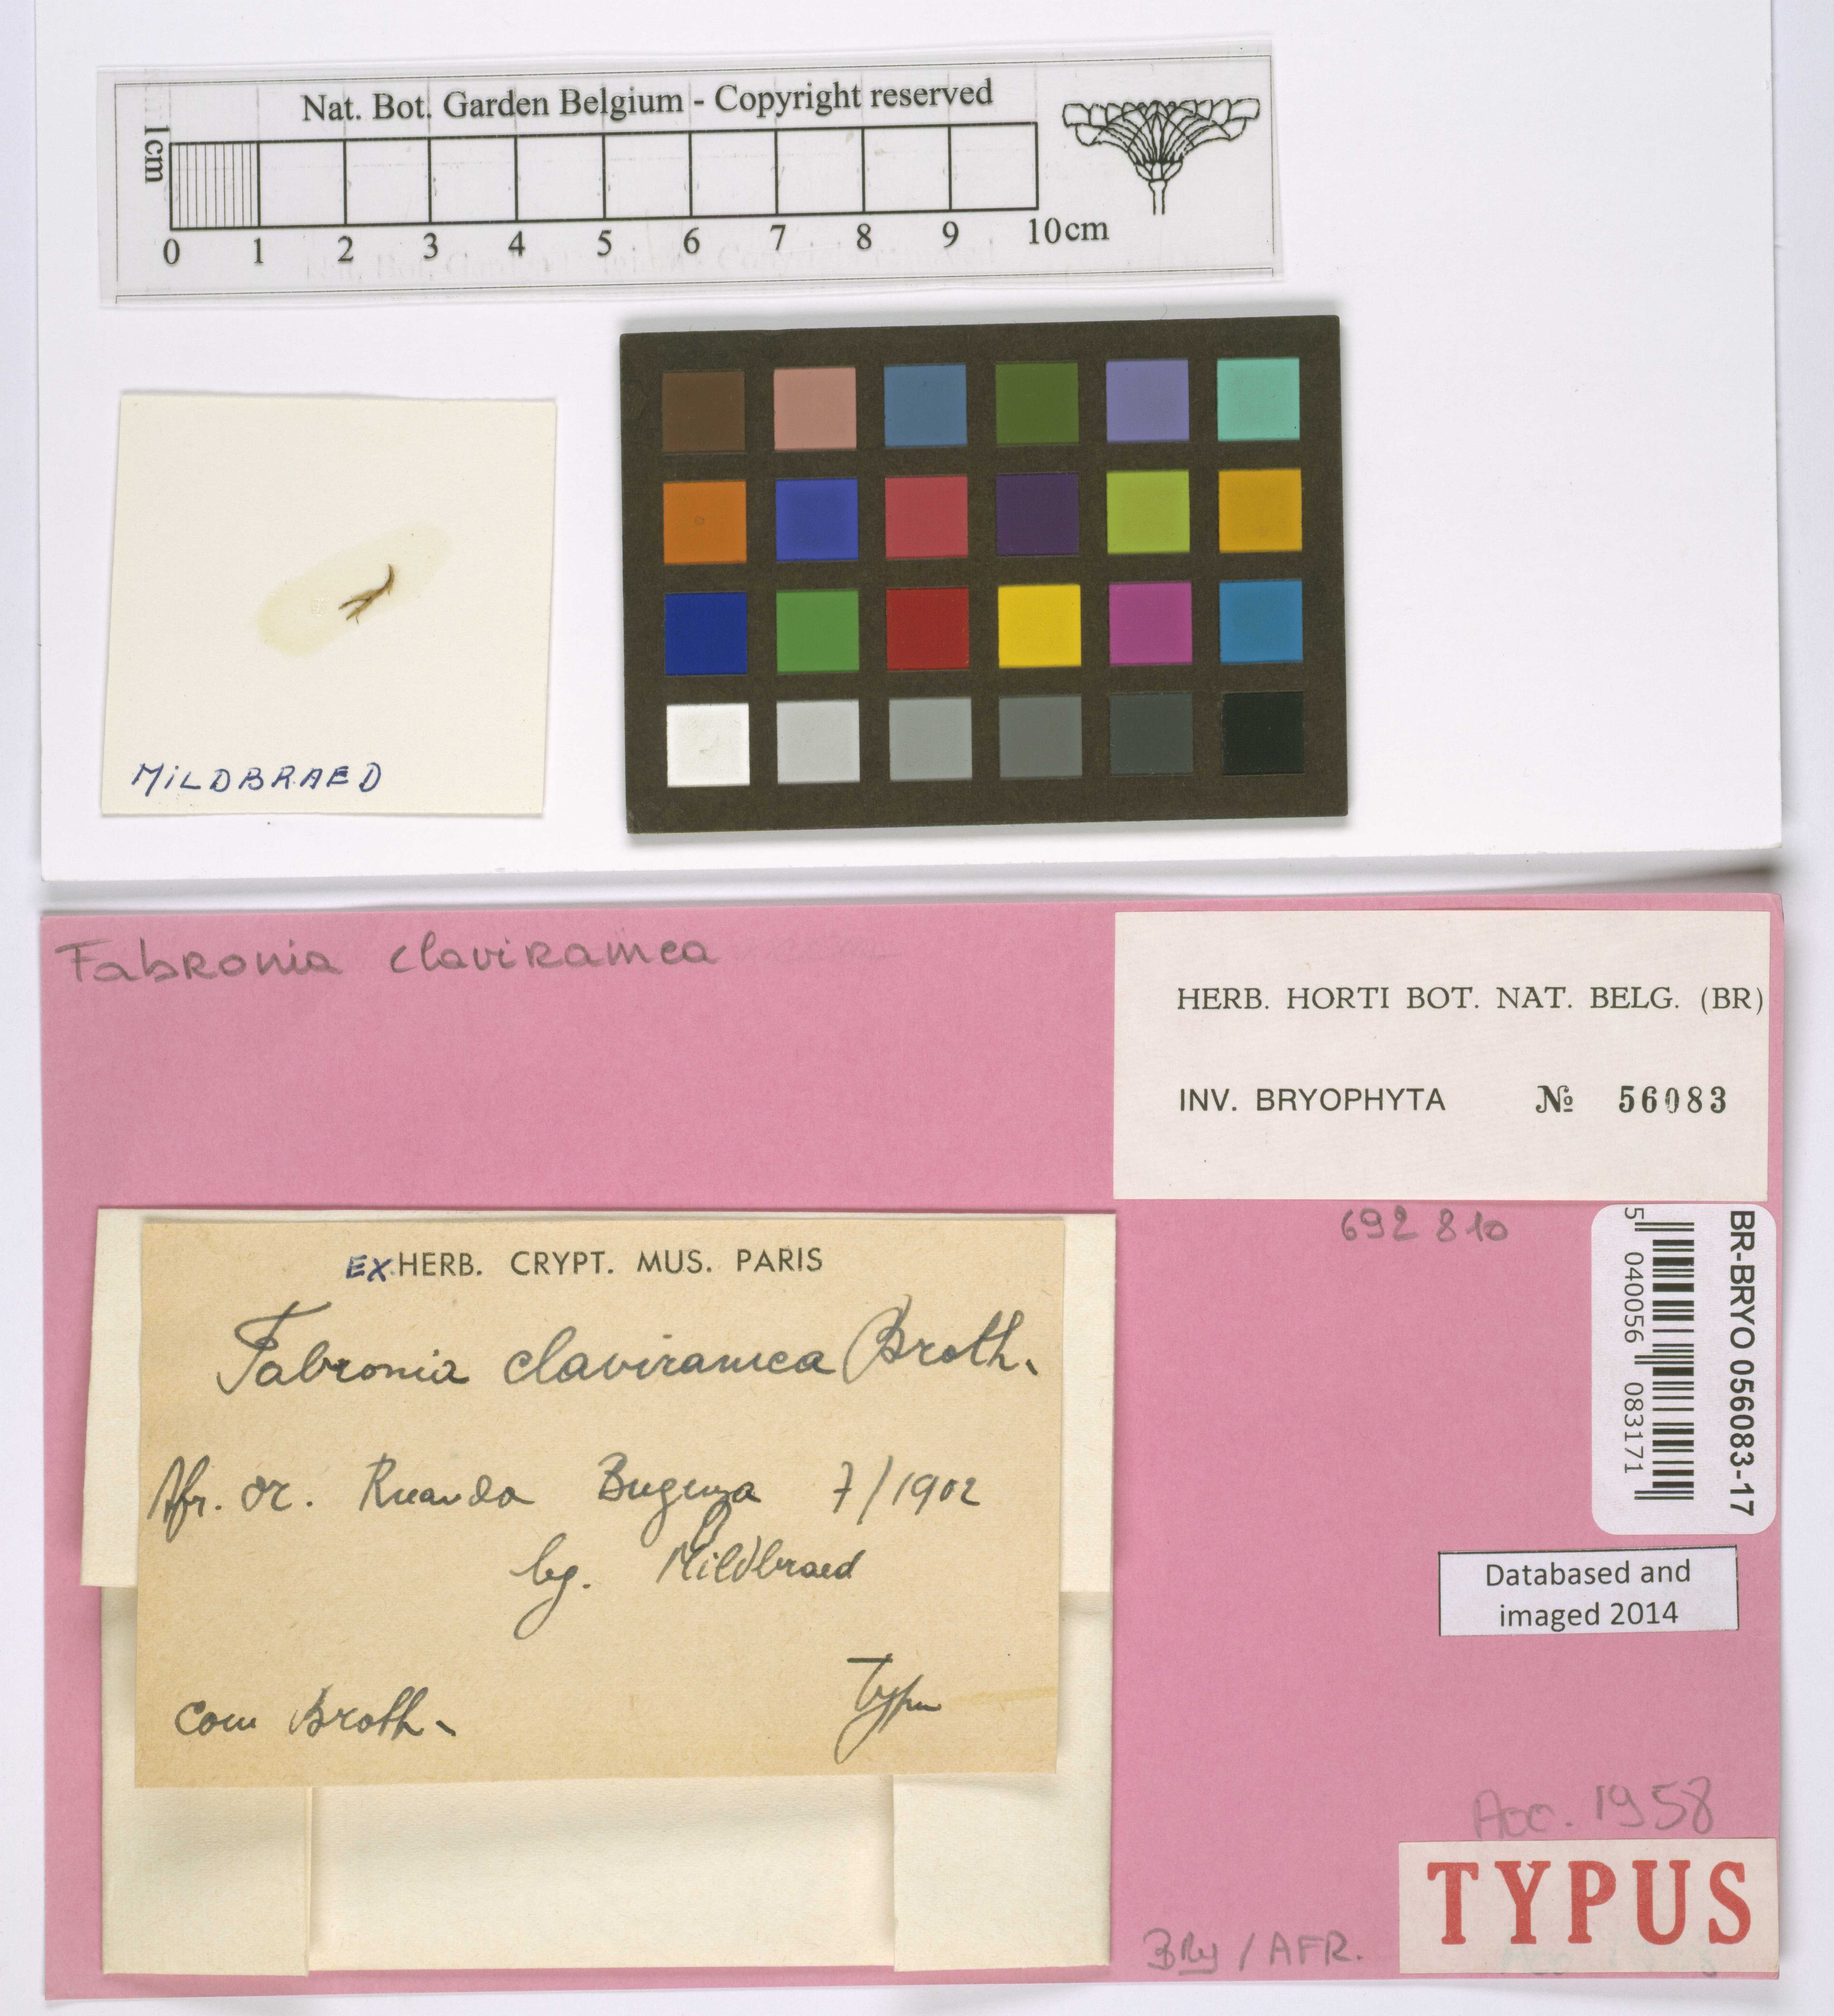 Nat. Bot. Garden Belgium - Copyright reserved
1cm
0 1 2 3 4 5 6 7 8 9 10cm
MiLDBRAED
Fabronia claviramea
HERB. HORTI BOT. NAT. BELG. (BR)
INV. BRYOPHYTA № 56083
692 810
BR-BRYO 056083-17
5 040056 083171
Databased and
imaged 2014
EX HERB. CRYPT. MUS. PARIS
Fabronia claviramea Broth.
Afr. or. Ruanda 7/1902
leg. Mildbraed
Typus
Com Broth.
Acc. 1958
TYPUS
BRy / AFR.